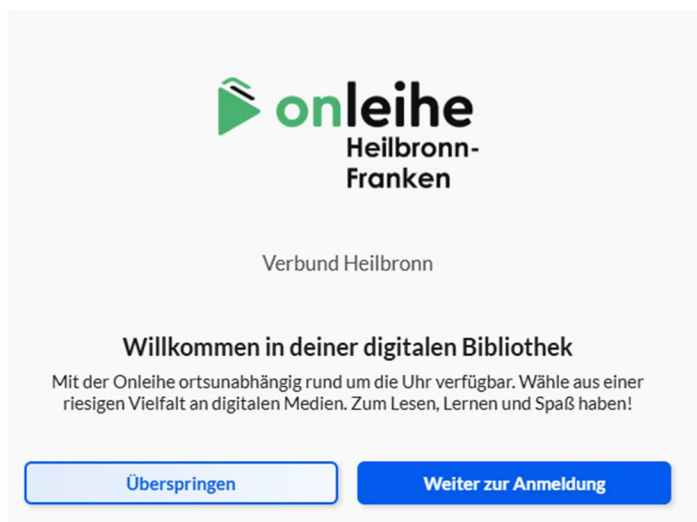 onleihe
Heilbronn-
Franken
Verbund Heilbronn
Willkommen in deiner digitalen Bibliothek
Mit der Onleihe ortsunabhängig rund um die Uhr verfügbar. Wähle aus einer
riesigen Vielfalt an digitalen Medien. Zum Lesen, Lernen und Spaß haben!
Überspringen
Weiter zur Anmeldung